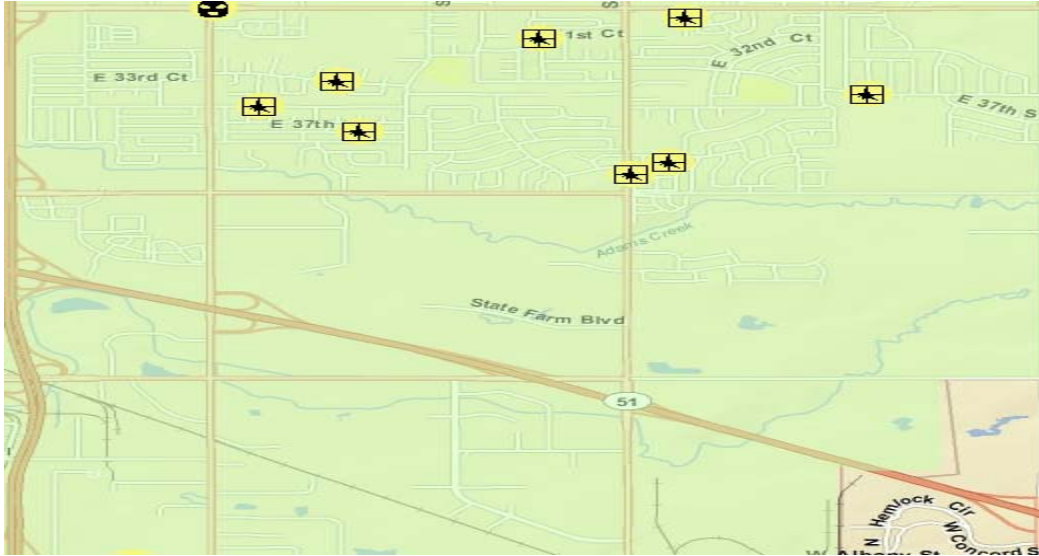 S
S
1st Ct
E 32nd Ct
E 33rd Ct
E 37th S
E 37th
Adams Creek
State Farm Blvd
51
N Hemlock Cir
W Concord S
W Albany St